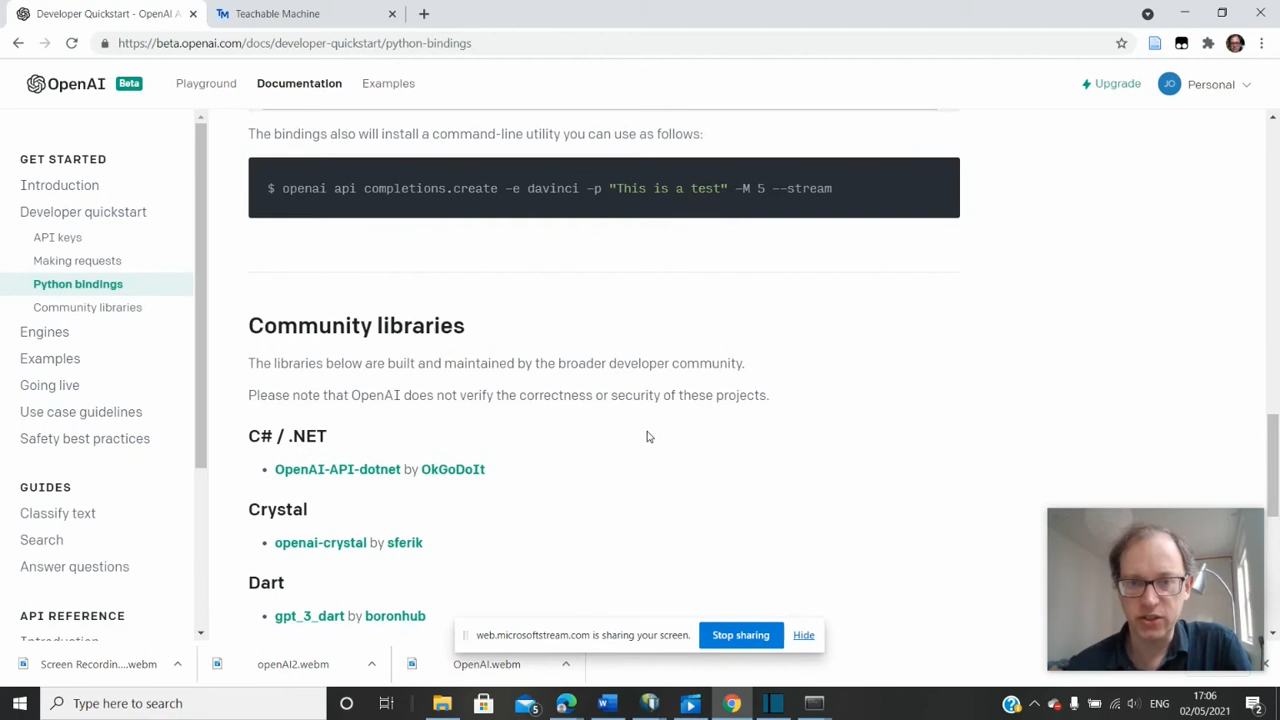 Developer Quickstart - OpenAI A
Teachable Machine
https://beta.openai.com/docs/developer-quickstart/python-bindings
OpenAI
Beta
Playground
Documentation
Examples
Upgrade
JO
Personal
GET STARTED
Introduction
Developer quickstart
API keys
Making requests
Python bindings
Community libraries
Engines
Examples
Going live
Use case guidelines
Safety best practices
GUIDES
Classify text
Search
Answer questions
API REFERENCE
The bindings also will install a command-line utility you can use as follows:
$ openai api completions.create -e davinci -p "This is a test" -M 5 --stream
Community libraries
The libraries below are built and maintained by the broader developer community.
Please note that OpenAI does not verify the correctness or security of these projects.
C# / .NET
• OpenAI-API-dotnet by OkGoDoIt
Crystal
• openai-crystal by sferik
Dart
• gpt_3_dart by boronhub
web.microsoftstream.com is sharing your screen.
Stop sharing
Hide
Screen Recordin....webm
openAI2.webm
OpenAI.webm
Type here to search
5
ENG
17:06
02/05/2021
2